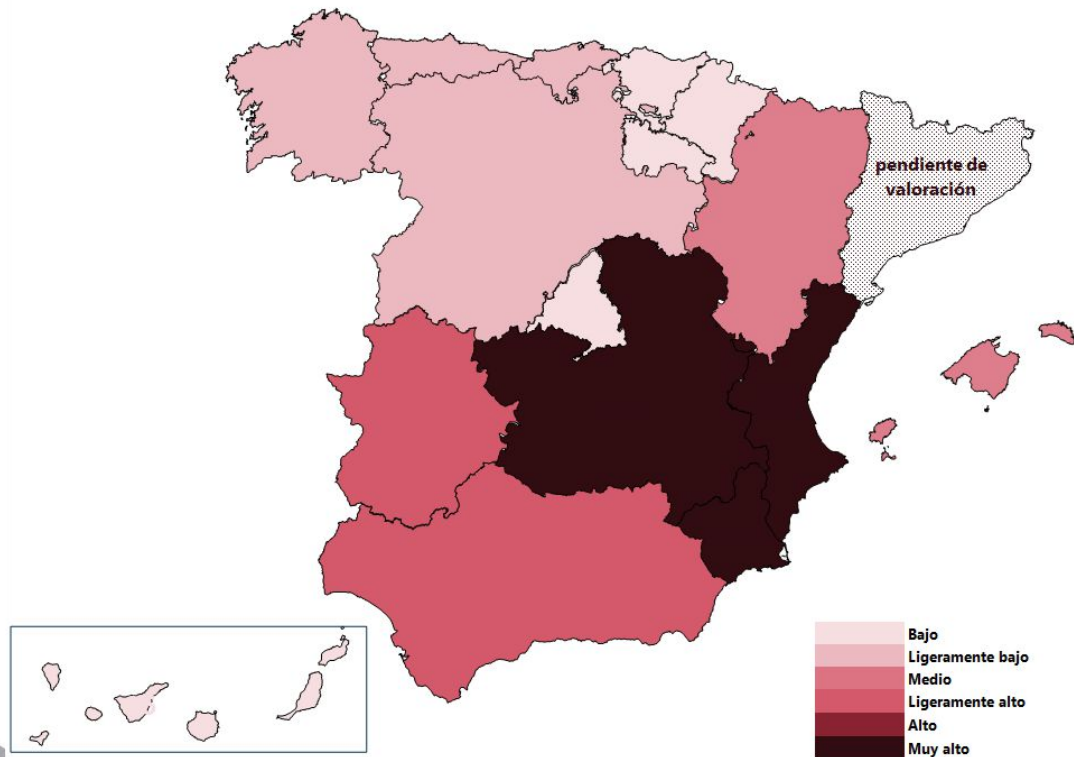 pendiente de
valoración
Bajo
Ligeramente bajo
Medio
Ligeramente alto
Alto
Muy alto